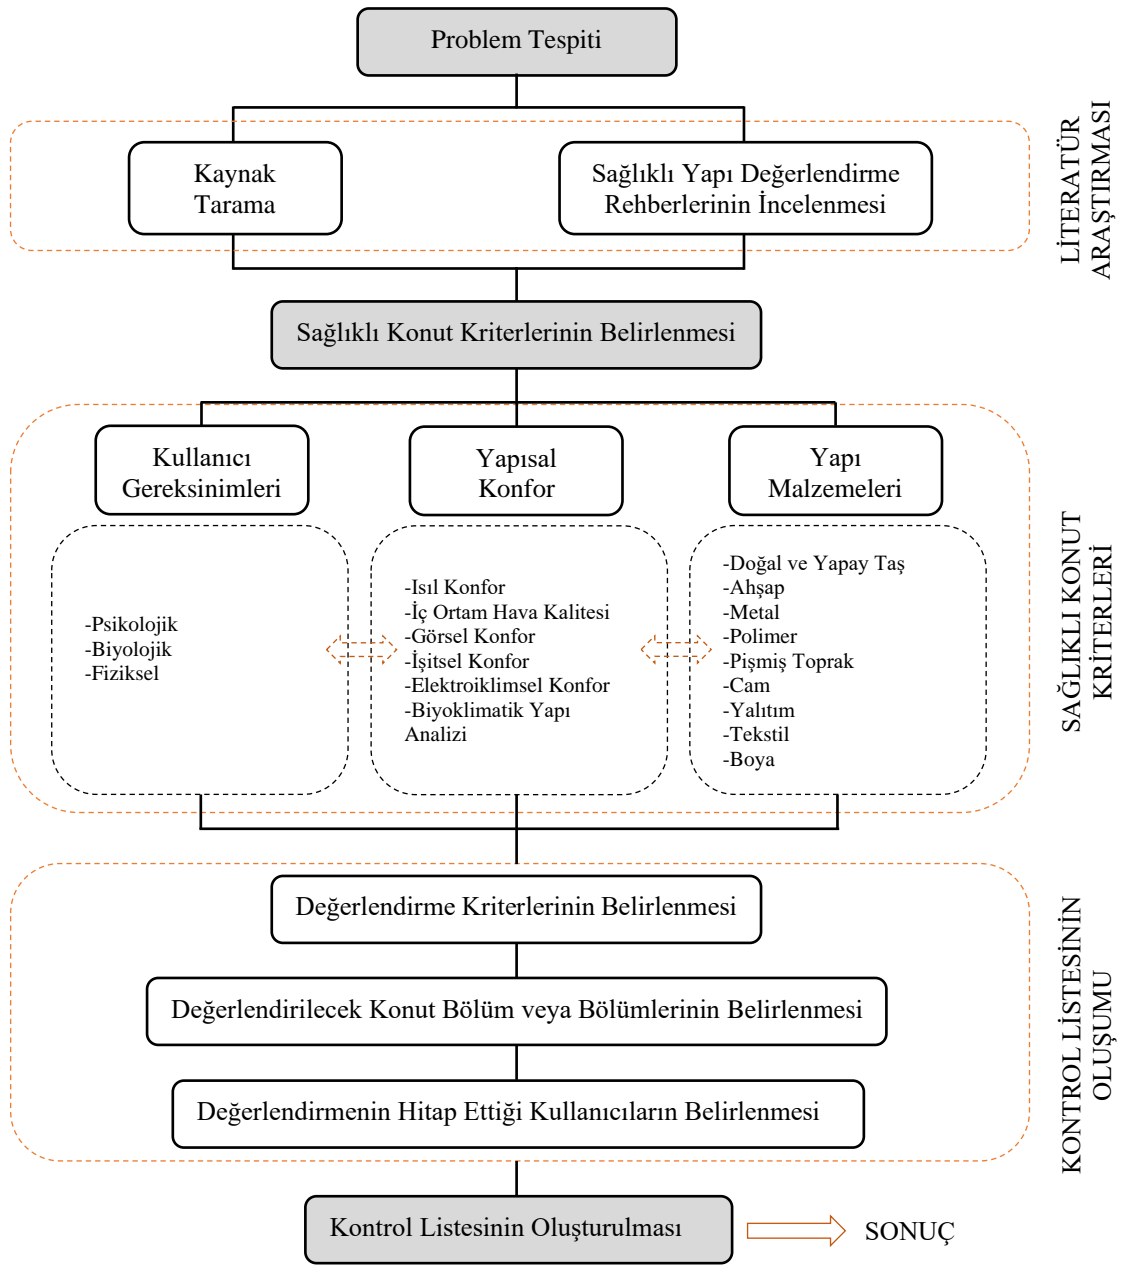 Problem Tespiti
Kaynak
Tarama
Sağlıklı Yapı Değerlendirme
Rehberlerinin İncelenmesi
LİTERATÜR
ARAŞTIRMASI
Sağlıklı Konut Kriterlerinin Belirlenmesi
Kullanıcı
Gereksinimleri
Yapısal
Konfor
Yapı
Malzemeleri
-Psikolojik
-Biyolojik
-Fiziksel
-Isıl Konfor
-İç Ortam Hava Kalitesi
-Görsel Konfor
-İşitsel Konfor
-Elektroiklimsel Konfor
-Biyoklimatik Yapı
Analizi
-Doğal ve Yapay Taş
-Ahşap
-Metal
-Polimer
-Pişmiş Toprak
-Cam
-Yalıtım
-Tekstil
-Boya
SAĞLIKLI KONUT
KRİTERLERİ
Değerlendirme Kriterlerinin Belirlenmesi
Değerlendirilecek Konut Bölüm veya Bölümlerinin Belirlenmesi
Değerlendirmenin Hitap Ettiği Kullanıcıların Belirlenmesi
KONTROL LİSTESİNİN
OLUŞUMU
Kontrol Listesinin Oluşturulması
SONUÇ